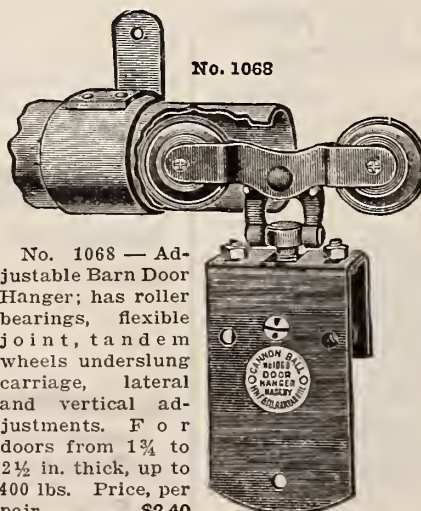 No. 1068
No. 1068 — Ad-
justable Barn Door
Hanger; has roller
bearings, flexible
joint, tandem
wheels underslung
carriage, lateral
and vertical ad-
justments. For
doors from 1¾ to
2½ in. thick, up to
400 lbs. Price, per
pair $2.40
CANNON BALL
No 1068
DOOR
HANGER